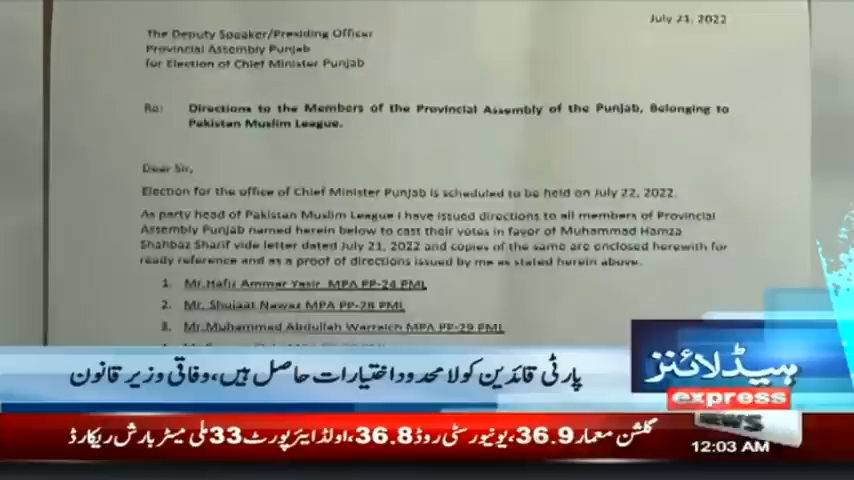 July 21, 2022
The Deputy Speaker/Presiding Officer
Provincial Assembly Punjab
for Election of Chief Minister Punjab
Re: Directions to the Members of the Provincial Assembly of the Punjab, Belonging to
Pakistan Muslim League.
Dear Sir,
Election for the office of Chief Minister Punjab is scheduled to be held on July 22, 2022.
As party head of Pakistan Muslim League I have issued directions to all members of Provincial
Assembly Punjab named herein below to cast their votes in favor of Muhammad Hamza
Shahbaz Sharif vide letter dated July 21, 2022 and copies of the same are enclosed herewith for
ready reference and as a proof of directions issued by me as stated herein above.
1. Mr.Hafiz Ammar Yasir MPA PP-24 PML
2. Mr. Shujaat Nawaz MPA PP-28 PML
3. Mr.Muhammad Abdullah Warraich MPA PP-29 PML
ہیڈلائنز
پارٹی قائدین کو لامحدود اختیارات حاصل ہیں، وفاقی وزیر قانون
express
NEWS
گلشن معمار 36.9، یونیورسٹی روڈ 36.8، اولڈ ایئرپورٹ 33 ملی میٹر بارش ریکارڈ
12:03 AM